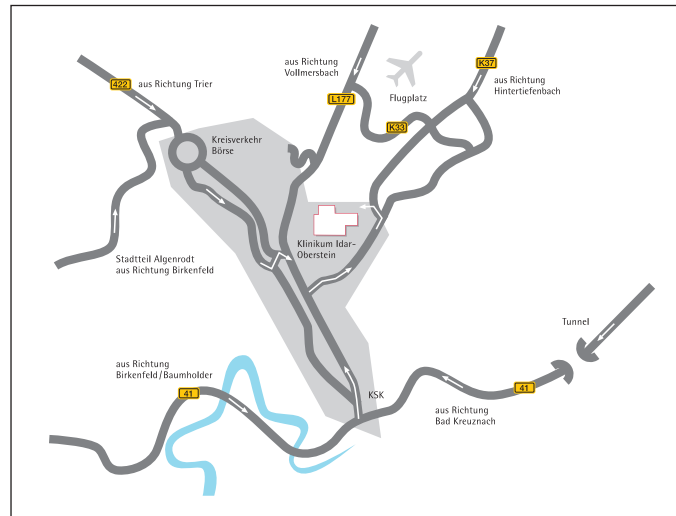 aus Richtung
Vollmersbach
K37
422
aus Richtung Trier
aus Richtung
Hintertiefenbach
L177
Flugplatz
K33
Kreisverkehr
Börse
Klinikum Idar-
Oberstein
Stadtteil Algenrodt
aus Richtung Birkenfeld
Tunnel
aus Richtung
Birkenfeld/Baumholder
41
KSK
41
aus Richtung
Bad Kreuznach